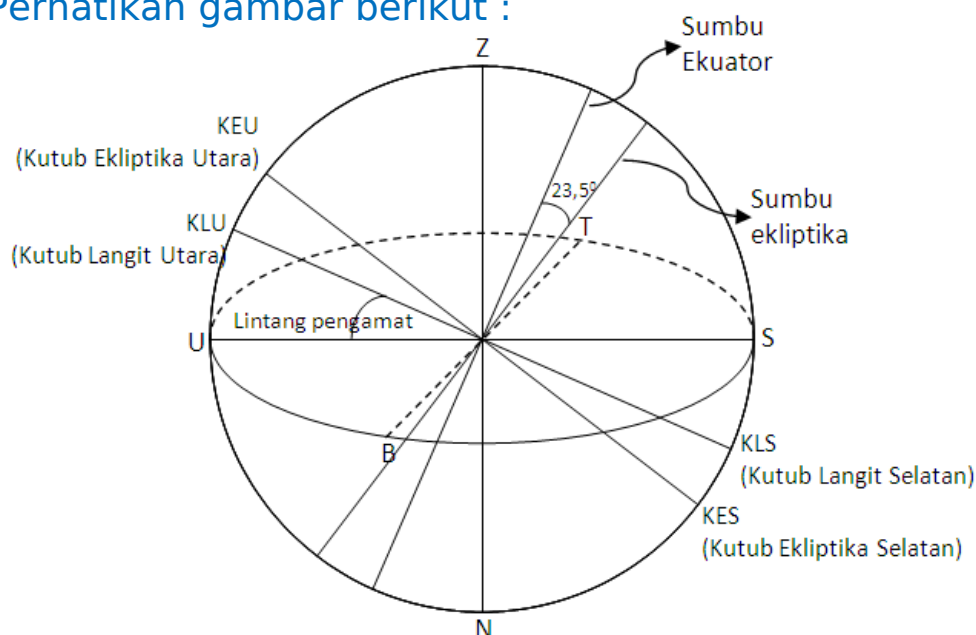 Perhatikan gambar berikut :
Sumbu
Ekuator
Z
KEU
(Kutub Ekliptika Utara)
23,5⁰
Sumbu
ekliptika
KLU
(Kutub Langit Utara)
T
Lintang pengamat
U
S
B
KLS
(Kutub Langit Selatan)
KES
(Kutub Ekliptika Selatan)
N